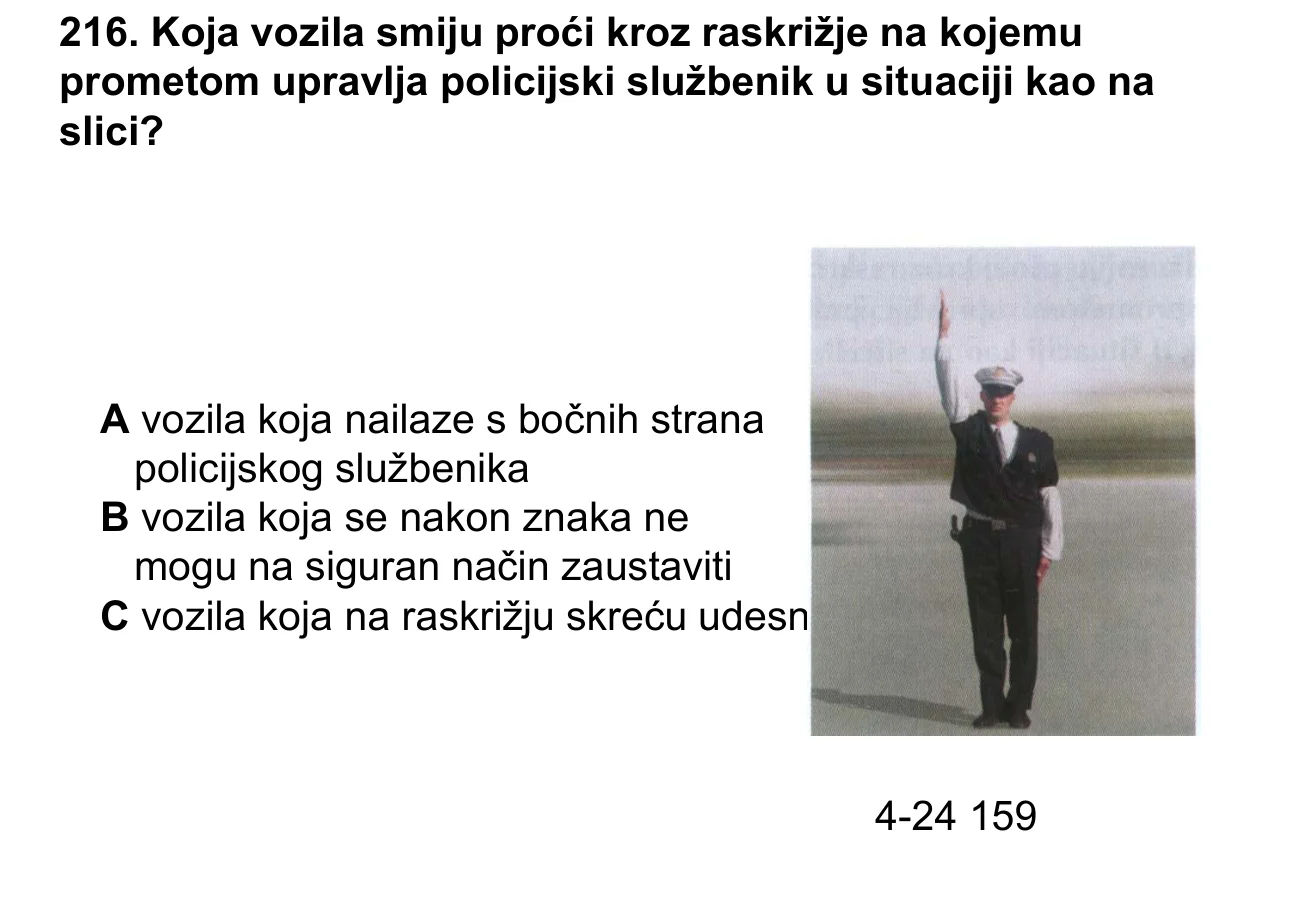 216. Koja vozila smiju proći kroz raskrižje na kojemu
prometom upravlja policijski službenik u situaciji kao na
slici?
A vozila koja nailaze s bočnih strana
policijskog službenika
B vozila koja se nakon znaka ne
mogu na siguran način zaustaviti
C vozila koja na raskrižju skreću udesn
4-24 159